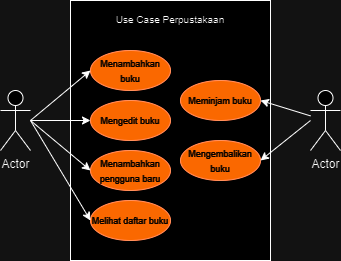 Use Case Perpustakaan
Menambahkan
buku
Meminjam buku
Mengedit buku
Mengembalikan
buku
Menambahkan
pengguna baru
Melihat daftar buku
Actor
Actor